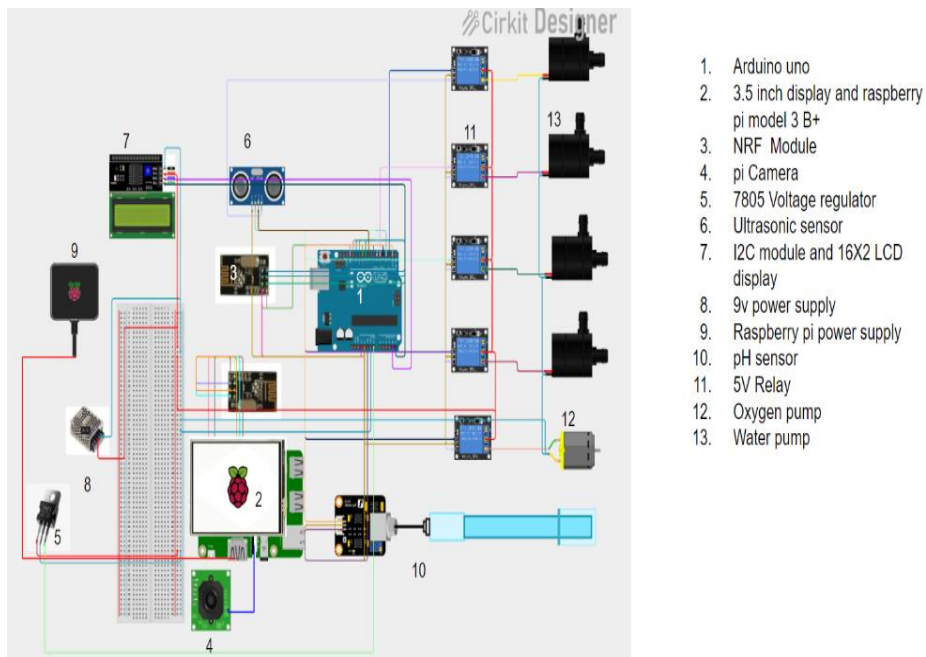 Cirkit Designer
7
6
11
13
9
3
1
12
8
2
5
10
4
1. Arduino uno
2. 3.5 inch display and raspberry
pi model 3 B+
3. NRF Module
4. pi Camera
5. 7805 Voltage regulator
6. Ultrasonic sensor
7. I2C module and 16X2 LCD
display
8. 9v power supply
9. Raspberry pi power supply
10. pH sensor
11. 5V Relay
12. Oxygen pump
13. Water pump